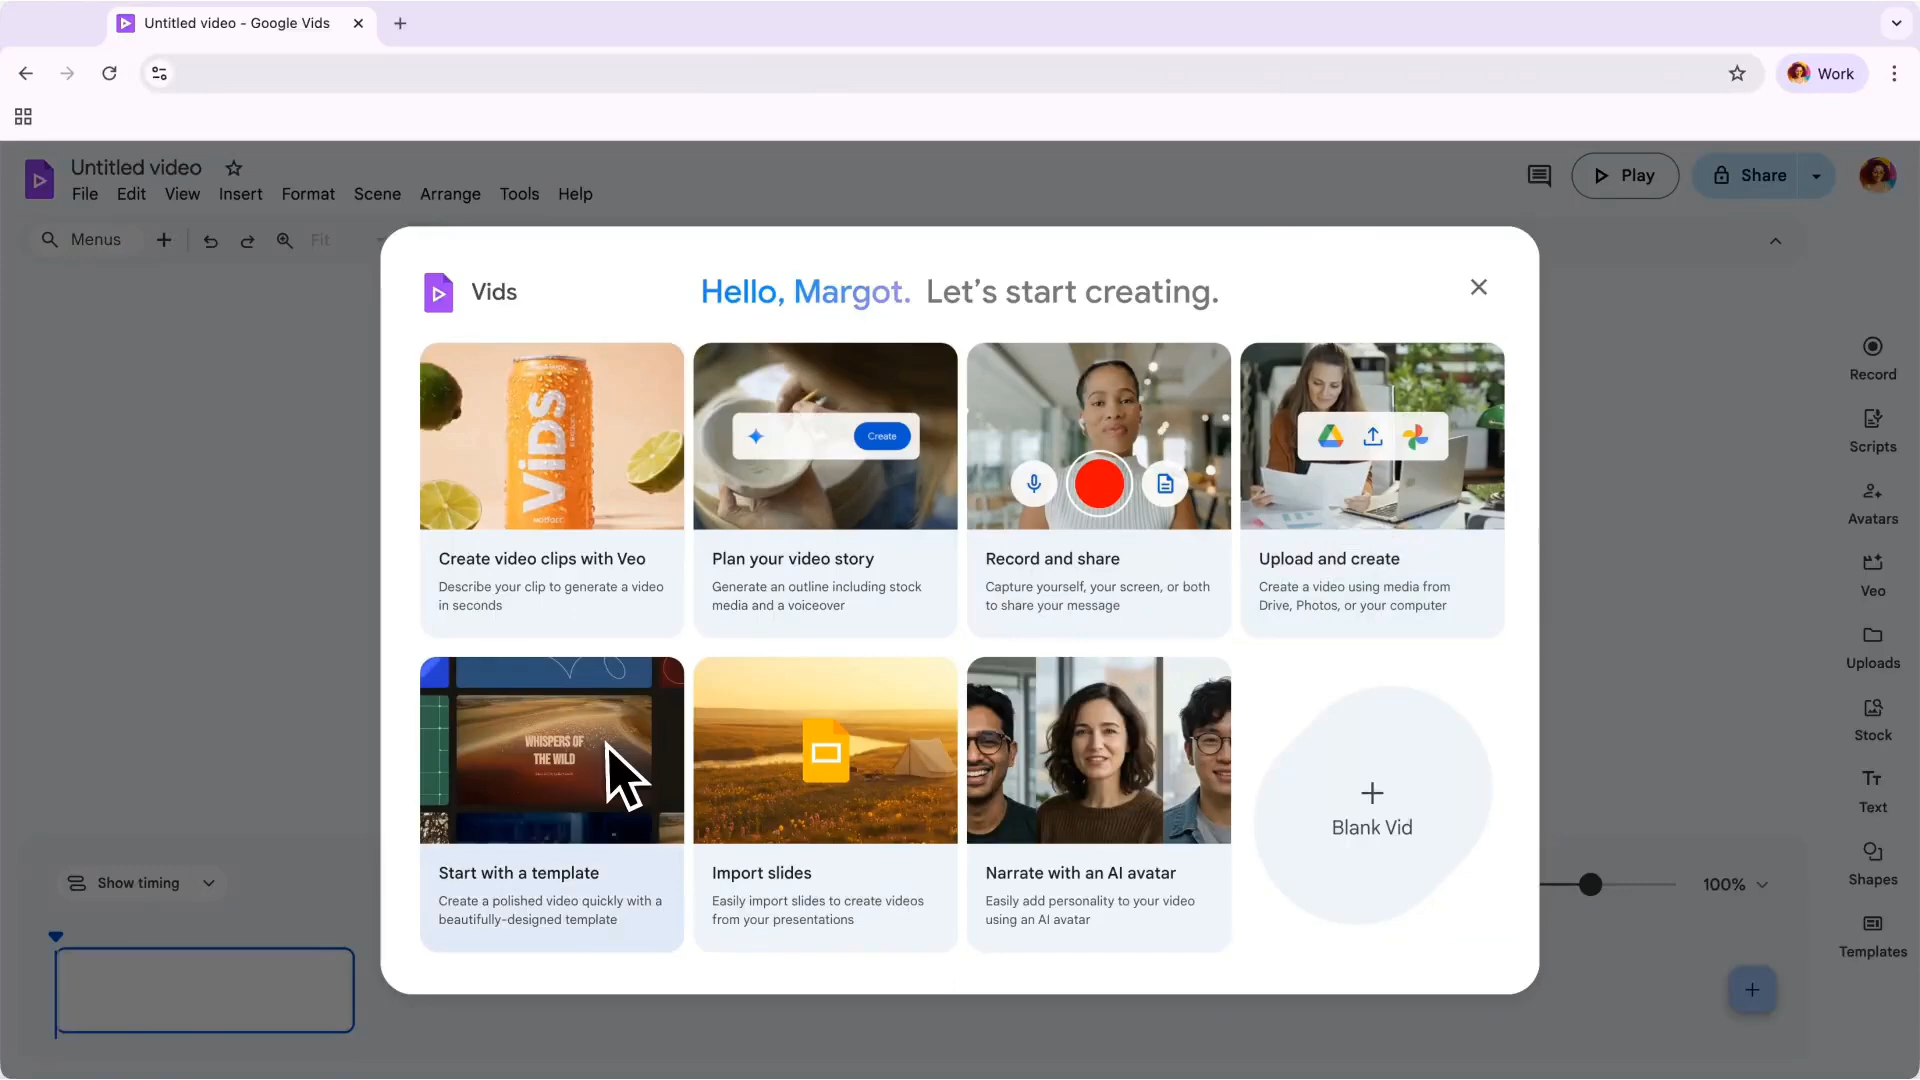 Untitled video - Google Vids
Work
Untitled video
File Edit View Insert Format Scene Arrange Tools Help
Play
Share
Menus
Fit
Vids
Hello, Margot. Let’s start creating.
Record
Scripts
Avatars
Veo
Uploads
Stock
Text
Shapes
Templates
VIDS
Create
Create video clips with Veo
Describe your clip to generate a video
in seconds
Plan your video story
Generate an outline including stock
media and a voiceover
Record and share
Capture yourself, your screen, or both
to share your message
Upload and create
Create a video using media from
Drive, Photos, or your computer
WHISPERS OF
THE WILD
Start with a template
Create a polished video quickly with a
beautifully-designed template
Import slides
Easily import slides to create videos
from your presentations
Narrate with an AI avatar
Easily add personality to your video
using an AI avatar
Blank Vid
Show timing
100%